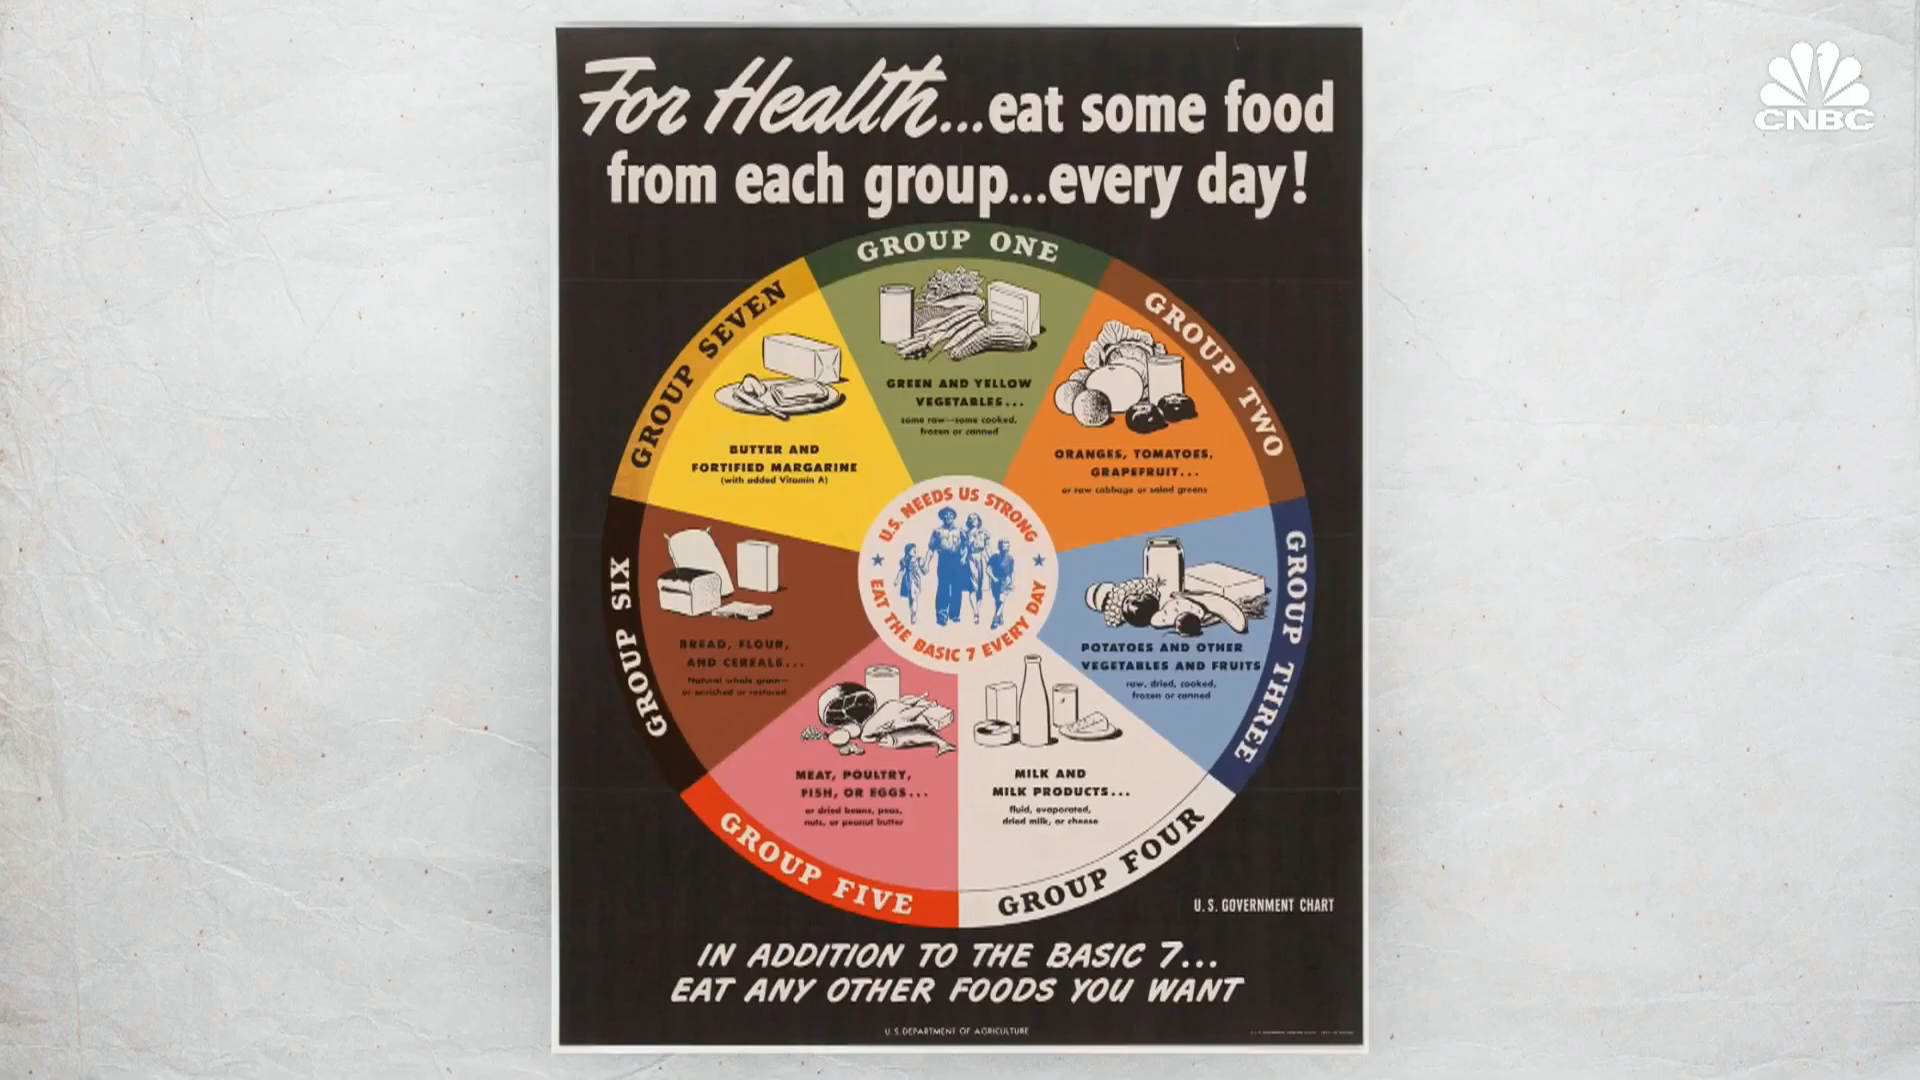 For Health...eat some food
from each group...every day!
CNBC
GROUP ONE
GREEN AND YELLOW
VEGETABLES...
some raw—some cooked,
frozen or canned
GROUP TWO
ORANGES, TOMATOES,
GRAPEFRUIT...
or raw cabbage or salad greens
GROUP THREE
POTATOES AND OTHER
VEGETABLES AND FRUITS
raw, dried, cooked,
frozen or canned
GROUP FOUR
MILK AND
MILK PRODUCTS...
fluid, evaporated,
dried milk, or cheese
GROUP FIVE
MEAT, POULTRY,
FISH, OR EGGS...
or dried beans, peas,
nuts, or peanut butter
GROUP SIX
BREAD, FLOUR,
AND CEREALS...
Natural whole grain—
or enriched or restored
GROUP SEVEN
BUTTER AND
FORTIFIED MARGARINE
(with added Vitamin A)
U.S. NEEDS US STRONG
EAT THE BASIC 7 EVERY DAY
U. S. GOVERNMENT CHART
IN ADDITION TO THE BASIC 7...
EAT ANY OTHER FOODS YOU WANT
U. S. DEPARTMENT OF AGRICULTURE